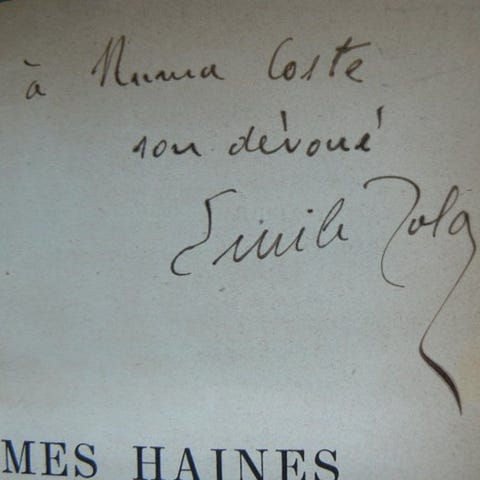 à Numa Coste
son dévoué
Emile Zola
MES HAINES